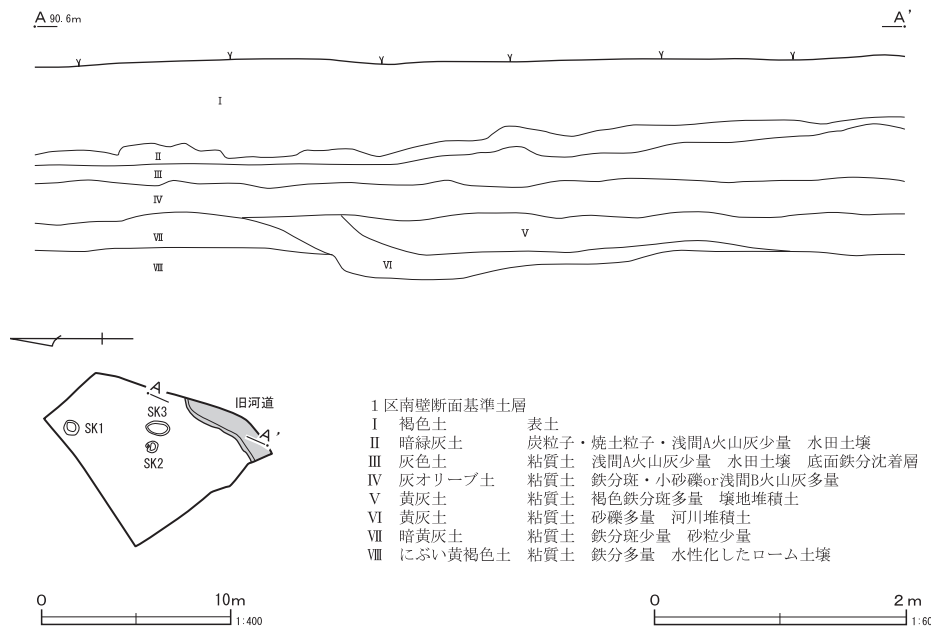 A 90.6m A'
Ⅰ
Ⅱ
Ⅲ
Ⅳ
Ⅴ
Ⅶ
Ⅵ
Ⅷ
A
旧河道
SK3
SK1
A'
SK2
1区南壁断面基準土層
Ⅰ 褐色土 表土
Ⅱ 暗緑灰土 炭粒子・焼土粒子・浅間A火山灰少量 水田土壌
Ⅲ 灰色土 粘質土 浅間A火山灰少量 水田土壌 底面鉄分沈着層
Ⅳ 灰オリーブ土 粘質土 鉄分斑・小砂礫or浅間B火山灰多量
Ⅴ 黄灰土 粘質土 褐色鉄分斑多量 壌地堆積土
Ⅵ 黄灰土 粘質土 砂礫多量 河川堆積土
Ⅶ 暗黄灰土 粘質土 鉄分斑少量 砂粒少量
Ⅷ にぶい黄褐色土 粘質土 鉄分多量 水性化したローム土壌
0 10m 1:400
0 2m 1:60